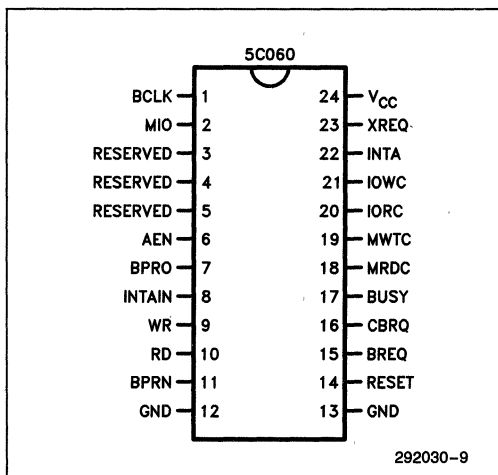 5C060
BCLK 1 24 VCC
MIO 2 23 XREQ
RESERVED 3 22 INTA
RESERVED 4 21 IOWC
RESERVED 5 20 IORC
AEN 6 19 MWTC
BPRO 7 18 MRDC
INTAIN 8 17 BUSY
WR 9 16 CBRQ
RD 10 15 BREQ
BPRN 11 14 RESET
GND 12 13 GND
292030-9